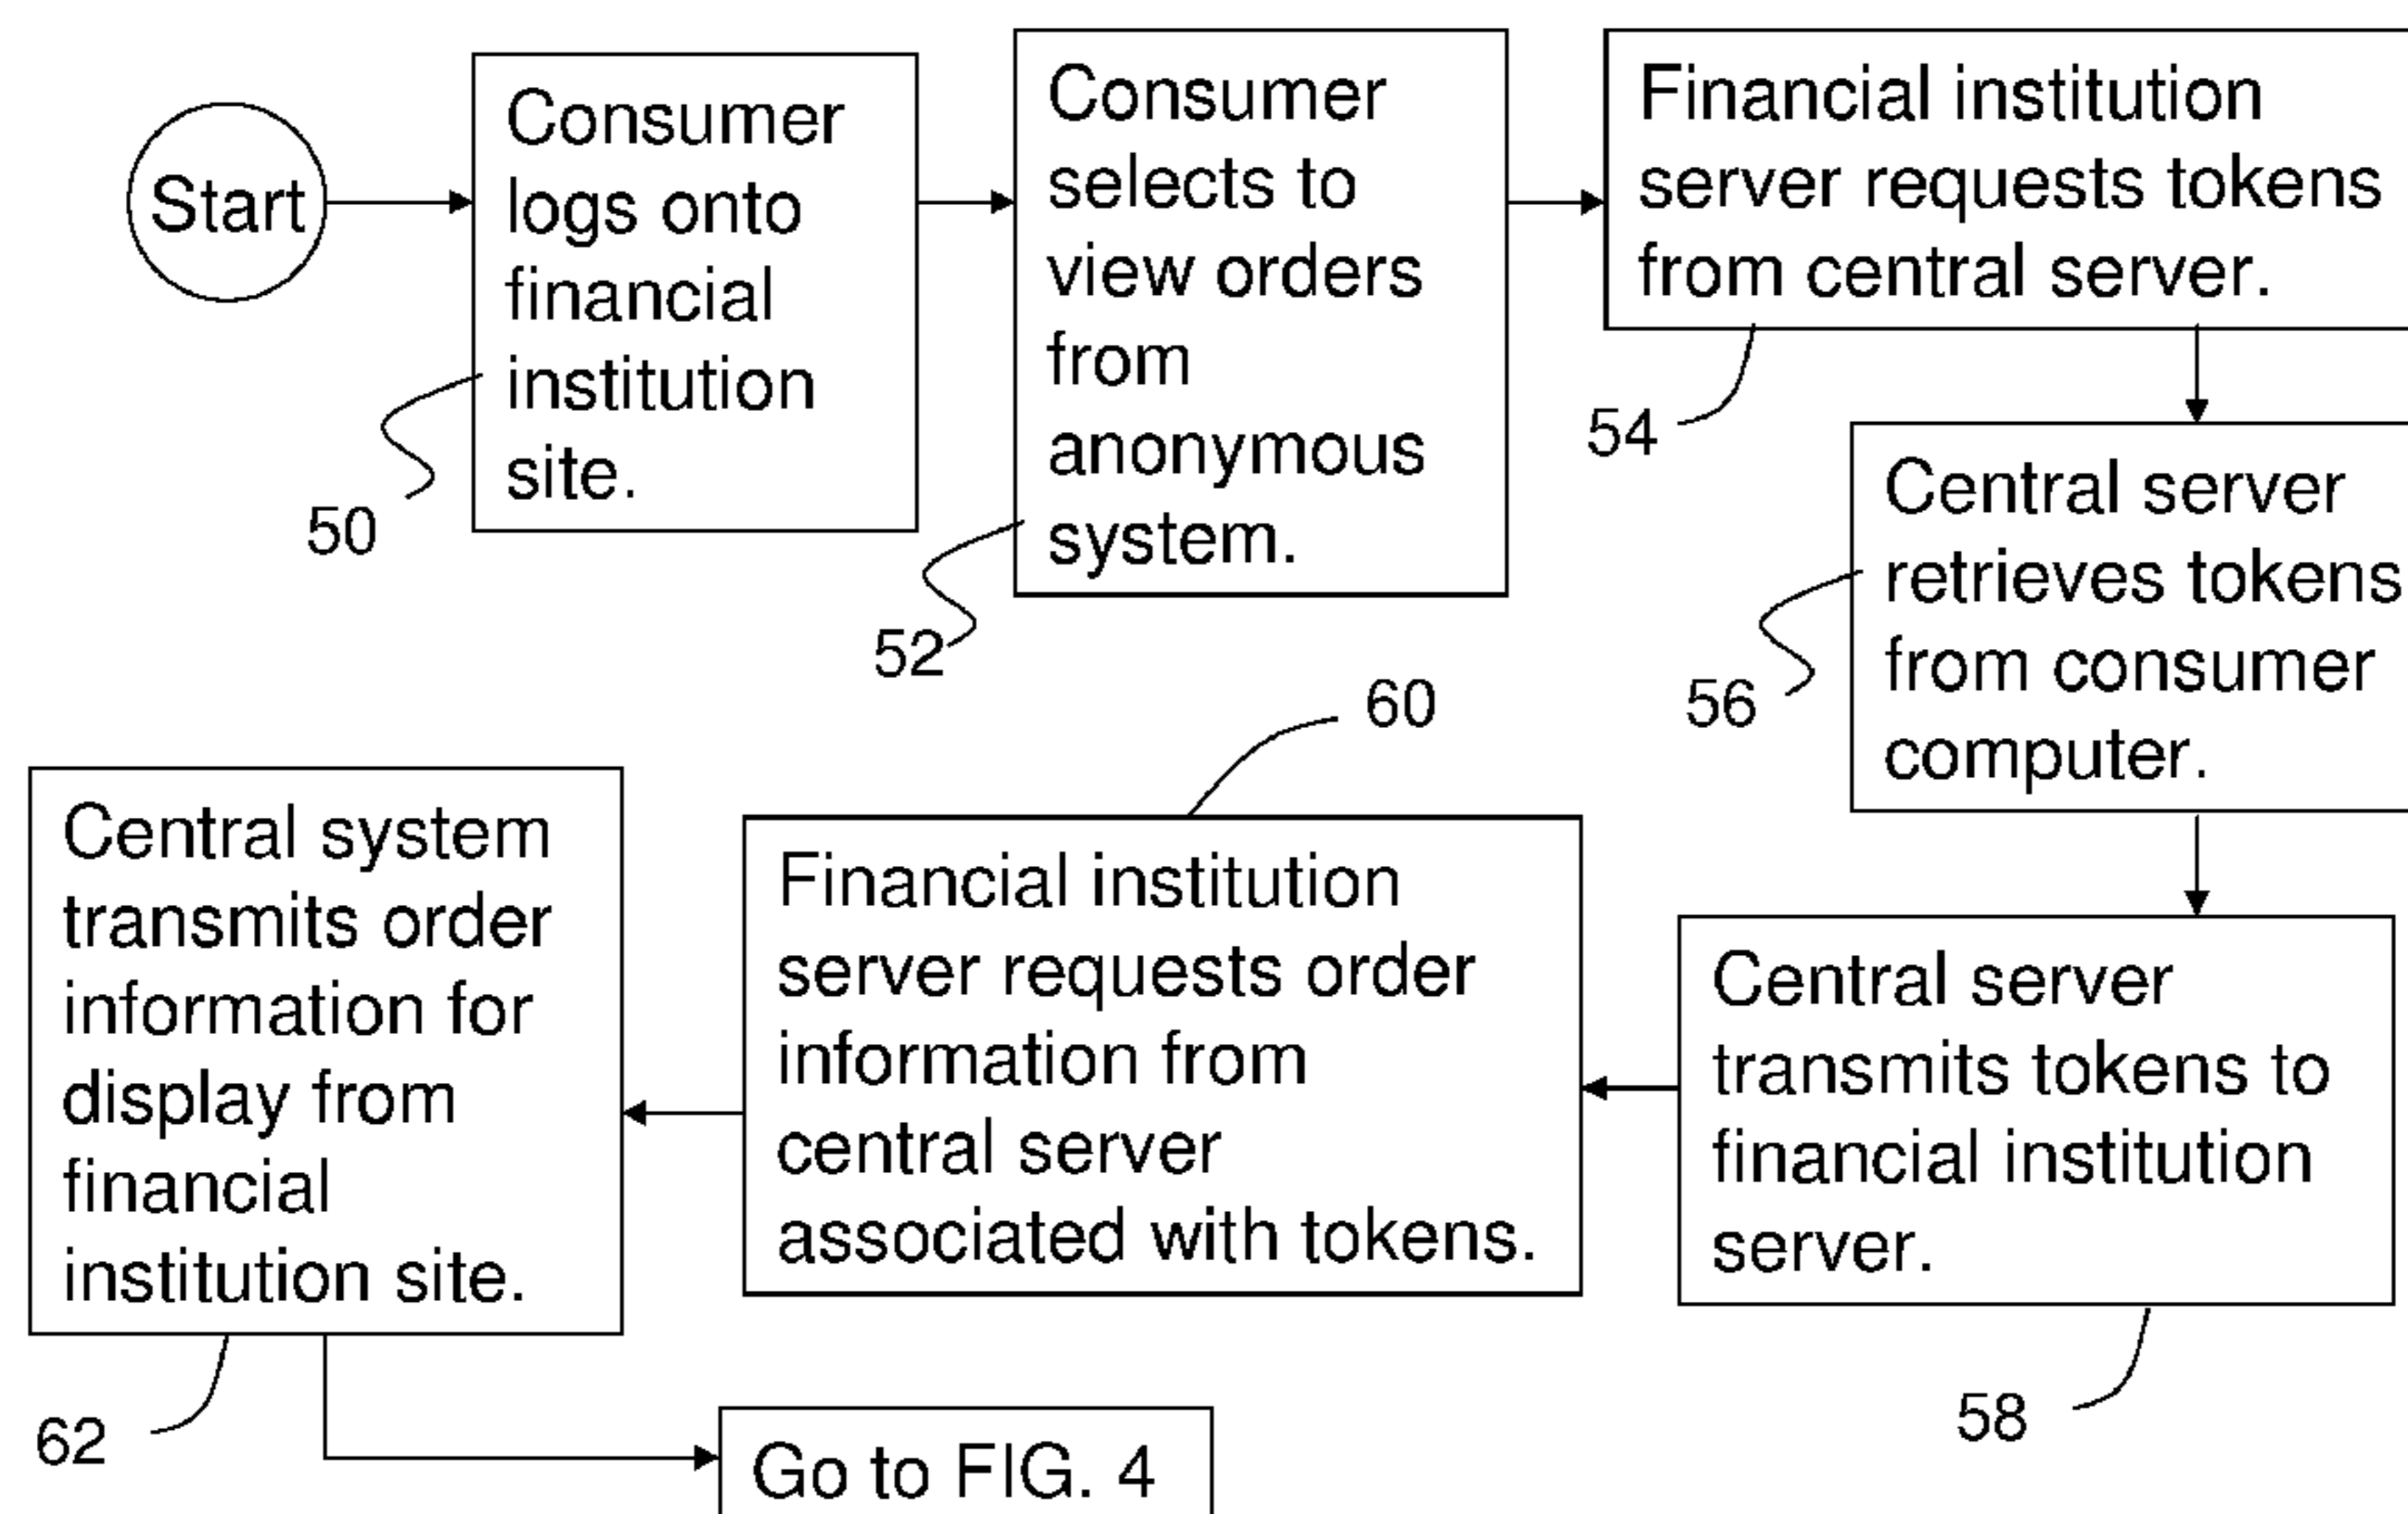 Start
Consumer
logs onto
financial
institution
site.
50
Consumer
selects to
view orders
from
anonymous
system.
52
Financial institution
server requests tokens
from central server.
54
Central server
retrieves tokens
from consumer
computer.
56
Central server
transmits tokens to
financial institution
server.
58
60
Financial institution
server requests order
information from
central server
associated with tokens.
Central system
transmits order
information for
display from
financial
institution site.
62
Go to FIG. 4